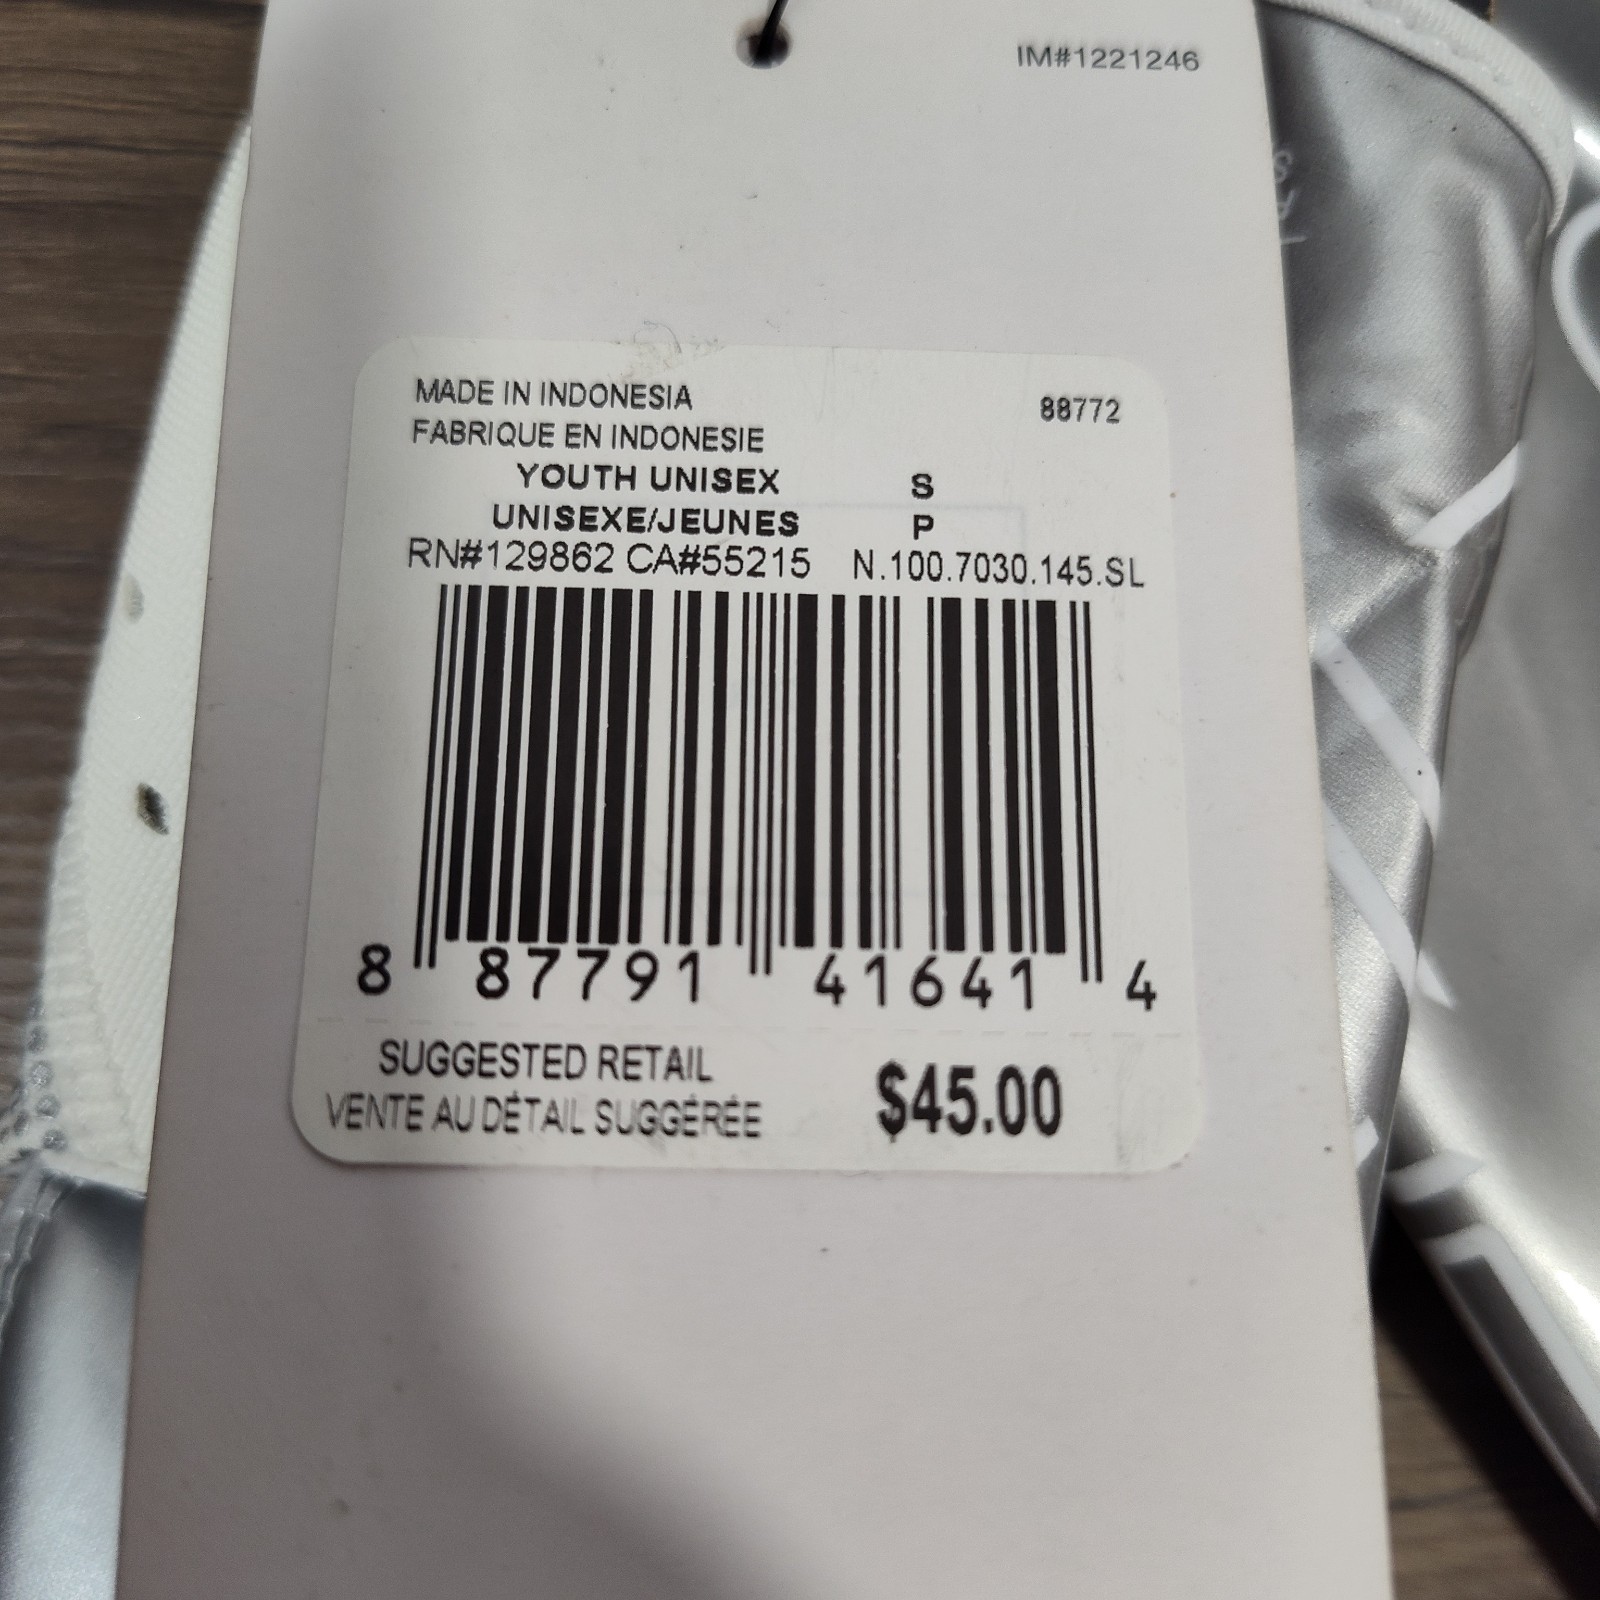 IM#1221246
MADE IN INDONESIA 88772
FABRIQUE EN INDONESIE
YOUTH UNISEX S
UNISEXE/JEUNES P
RN#129862 CA#55215 N.100.7030.145.SL
8 87791 41641 4
SUGGESTED RETAIL $45.00
VENTE AU DÉTAIL SUGGÉRÉE